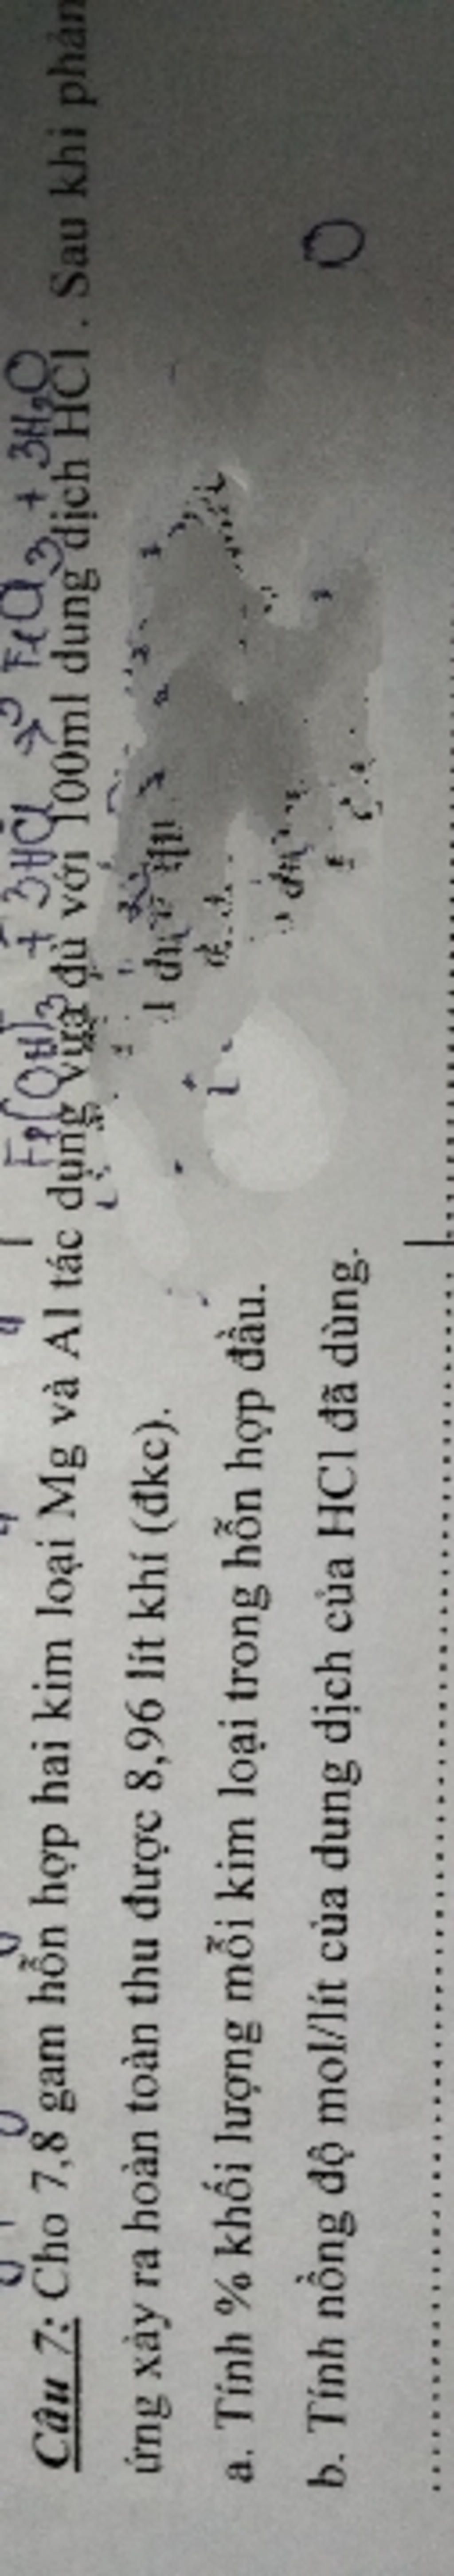 Fe(OH)3 + 3HCl → FeCl3 + 3H2O
Câu 7: Cho 7,8 gam hỗn hợp hai kim loại Mg và Al tác dụng vừa đủ với 100ml dung dịch HCl . Sau khi phản
ứng xảy ra hoàn toàn thu được 8,96 lít khí (đkc).
a. Tính % khối lượng mỗi kim loại trong hỗn hợp đầu.
b. Tính nồng độ mol/lít của dung dịch của HCl đã dùng.